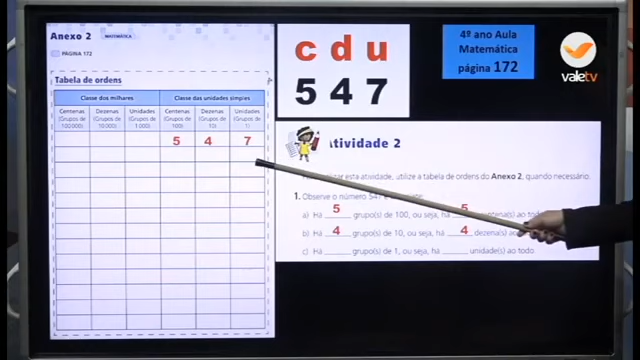 Anexo 2 MATEMÁTICA
PÁGINA 172
Tabela de ordens
Classe dos milhares Classe das unidades simples
Centenas (Grupos de 100 000) Dezenas (Grupos de 10 000) Unidades (Grupos de 1 000) Centenas (Grupos de 100) Dezenas (Grupos de 10) Unidades (Grupos de 1)
5 4 7
c d u
547
4º ano Aula
Matemática
página 172
valetv
Atividade 2
esta atividade, utilize a tabela de ordens do Anexo 2, quando necessário.
1. Observe o número 547
a) Há 5 grupo(s) de 100, ou seja, há 5 centena(s) ao todo
b) Há 4 grupo(s) de 10, ou seja, há 4 dezena(s) ao
c) Há ______ grupo(s) de 1, ou seja, há ______ unidade(s) ao todo.